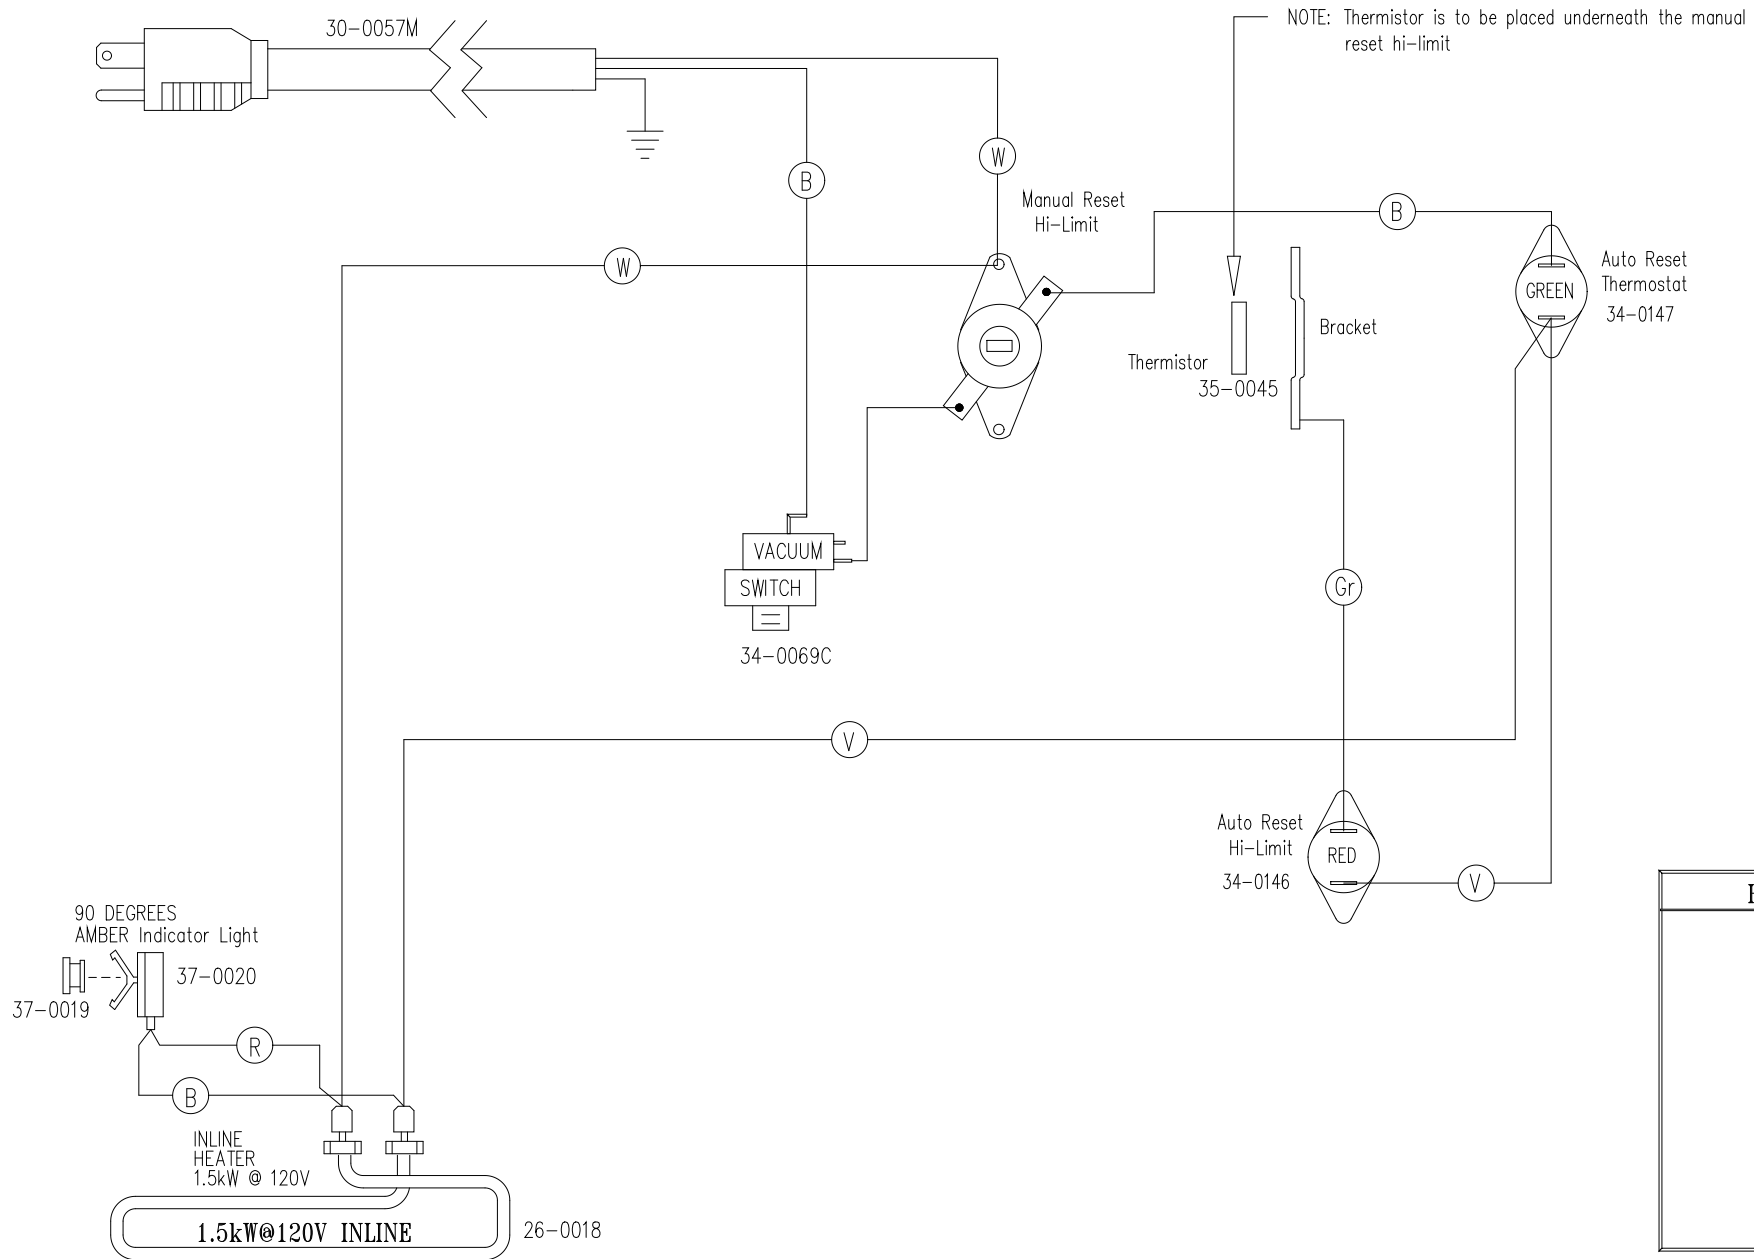 30-0057M
NOTE: Thermistor is to be placed underneath the manual
reset hi-limit
W
B
Manual Reset
Hi-Limit
B
W
Auto Reset
Thermostat
GREEN
34-0147
Bracket
Thermistor
35-0045
VACUUM
SWITCH
34-0069C
Gr
V
Auto Reset
Hi-Limit
RED
34-0146
V
90 DEGREES
AMBER Indicator Light
37-0020
37-0019
R
B
INLINE
HEATER
1.5kW @ 120V
1.5kW@120V INLINE
26-0018